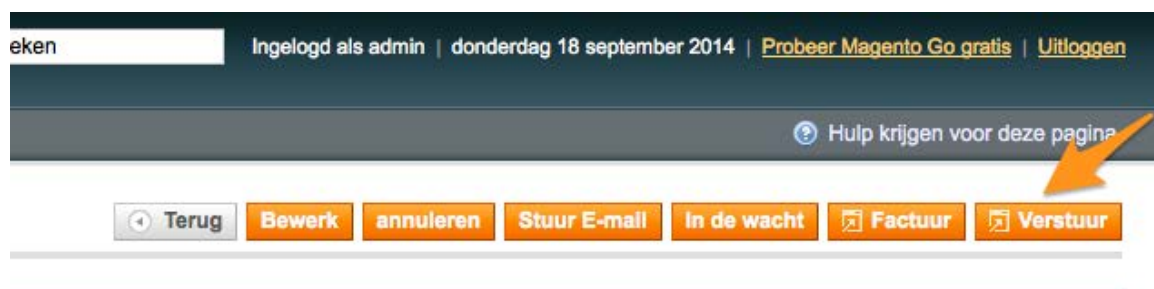 eken Ingelogd als admin | donderdag 18 september 2014 | Probeer Magento Go gratis | Uitloggen
Hulp krijgen voor deze pagina
Terug Bewerk annuleren Stuur E-mail In de wacht Factuur Verstuur